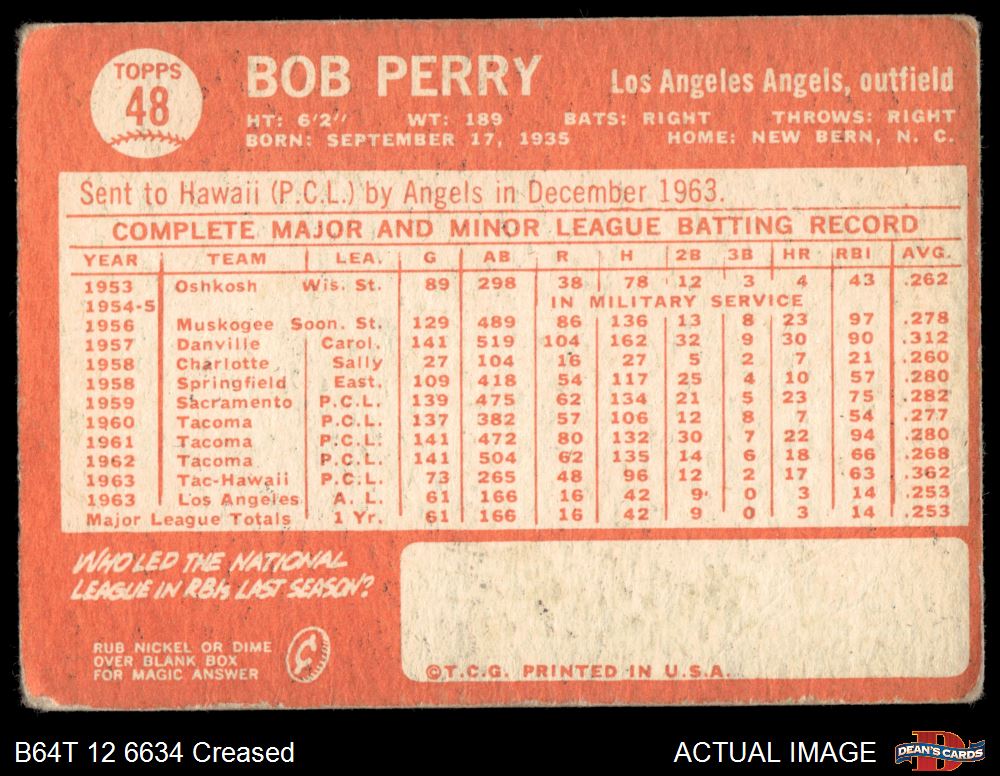 TOPPS
48
BOB PERRY
Los Angeles Angels, outfield
HT: 6'2" WT: 189 BATS: RIGHT THROWS: RIGHT
BORN: SEPTEMBER 17, 1935 HOME: NEW BERN, N. C.
Sent to Hawaii (P.C.L.) by Angels in December 1963.
COMPLETE MAJOR AND MINOR LEAGUE BATTING RECORD
YEAR TEAM LEA. G AB R H 2B 3B HR RBI AVG.
1953 Oshkosh Wis. St. 89 298 38 78 12 3 4 43 .262
1954-5 IN MILITARY SERVICE
1956 Muskogee Soon. St. 129 489 86 136 13 8 23 97 .278
1957 Danville Carol. 141 519 104 162 32 9 30 90 .312
1958 Charlotte Sally 27 104 16 27 5 2 7 21 .260
1958 Springfield East. 109 418 54 117 25 4 10 57 .280
1959 Sacramento P.C.L. 139 475 62 134 21 5 23 75 .282
1960 Tacoma P.C.L. 137 382 57 106 12 8 7 54 .277
1961 Tacoma P.C.L. 141 472 80 132 30 7 22 94 .280
1962 Tacoma P.C.L. 141 504 62 135 14 6 18 66 .268
1963 Tac-Hawaii P.C.L. 73 265 48 96 12 2 17 63 .362
1963 Los Angeles A. L. 61 166 16 42 9 0 3 14 .253
Major League Totals 1 Yr. 61 166 16 42 9 0 3 14 .253
WHO LED THE NATIONAL
LEAGUE IN RBIs LAST SEASON?
RUB NICKEL OR DIME
OVER BLANK BOX
FOR MAGIC ANSWER
©T.C.G. PRINTED IN U.S.A.
B64T 12 6634 Creased
ACTUAL IMAGE
D
DEAN'S CARDS